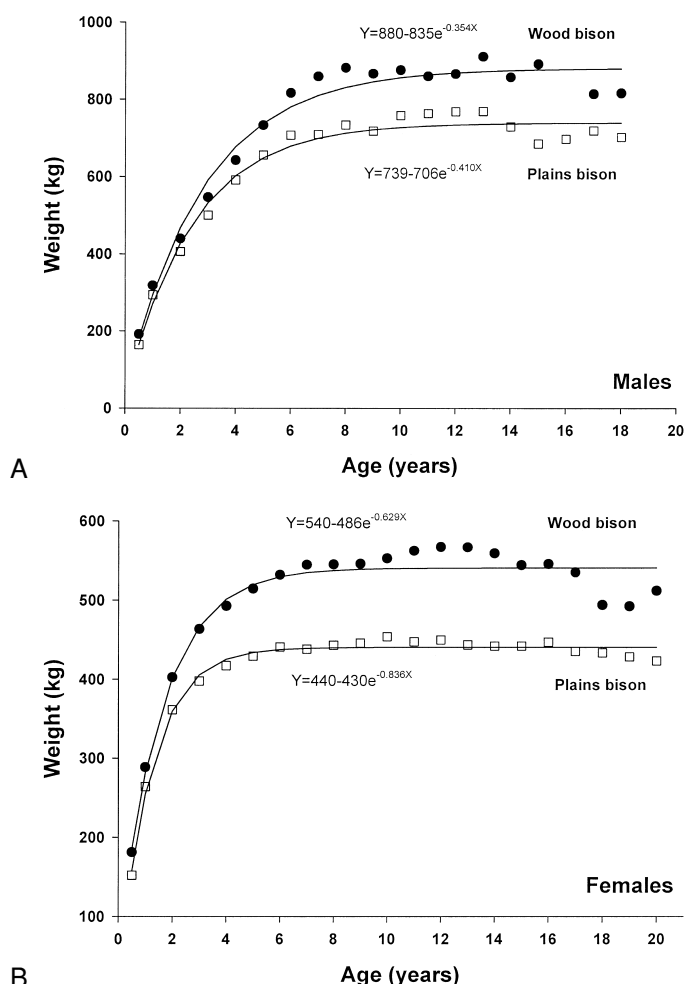 1000
Y=880-835e^-0.354X
Wood bison
800
Y=739-706e^-0.410X
Plains bison
600
400
200
0
Weight (kg)
Males
0 2 4 6 8 10 12 14 16 18 20
A
Age (years)
600
Y=540-486e^-0.629X
Wood bison
500
400
Y=440-430e^-0.836X
Plains bison
300
200
100
Weight (kg)
Females
0 2 4 6 8 10 12 14 16 18 20
B
Age (years)